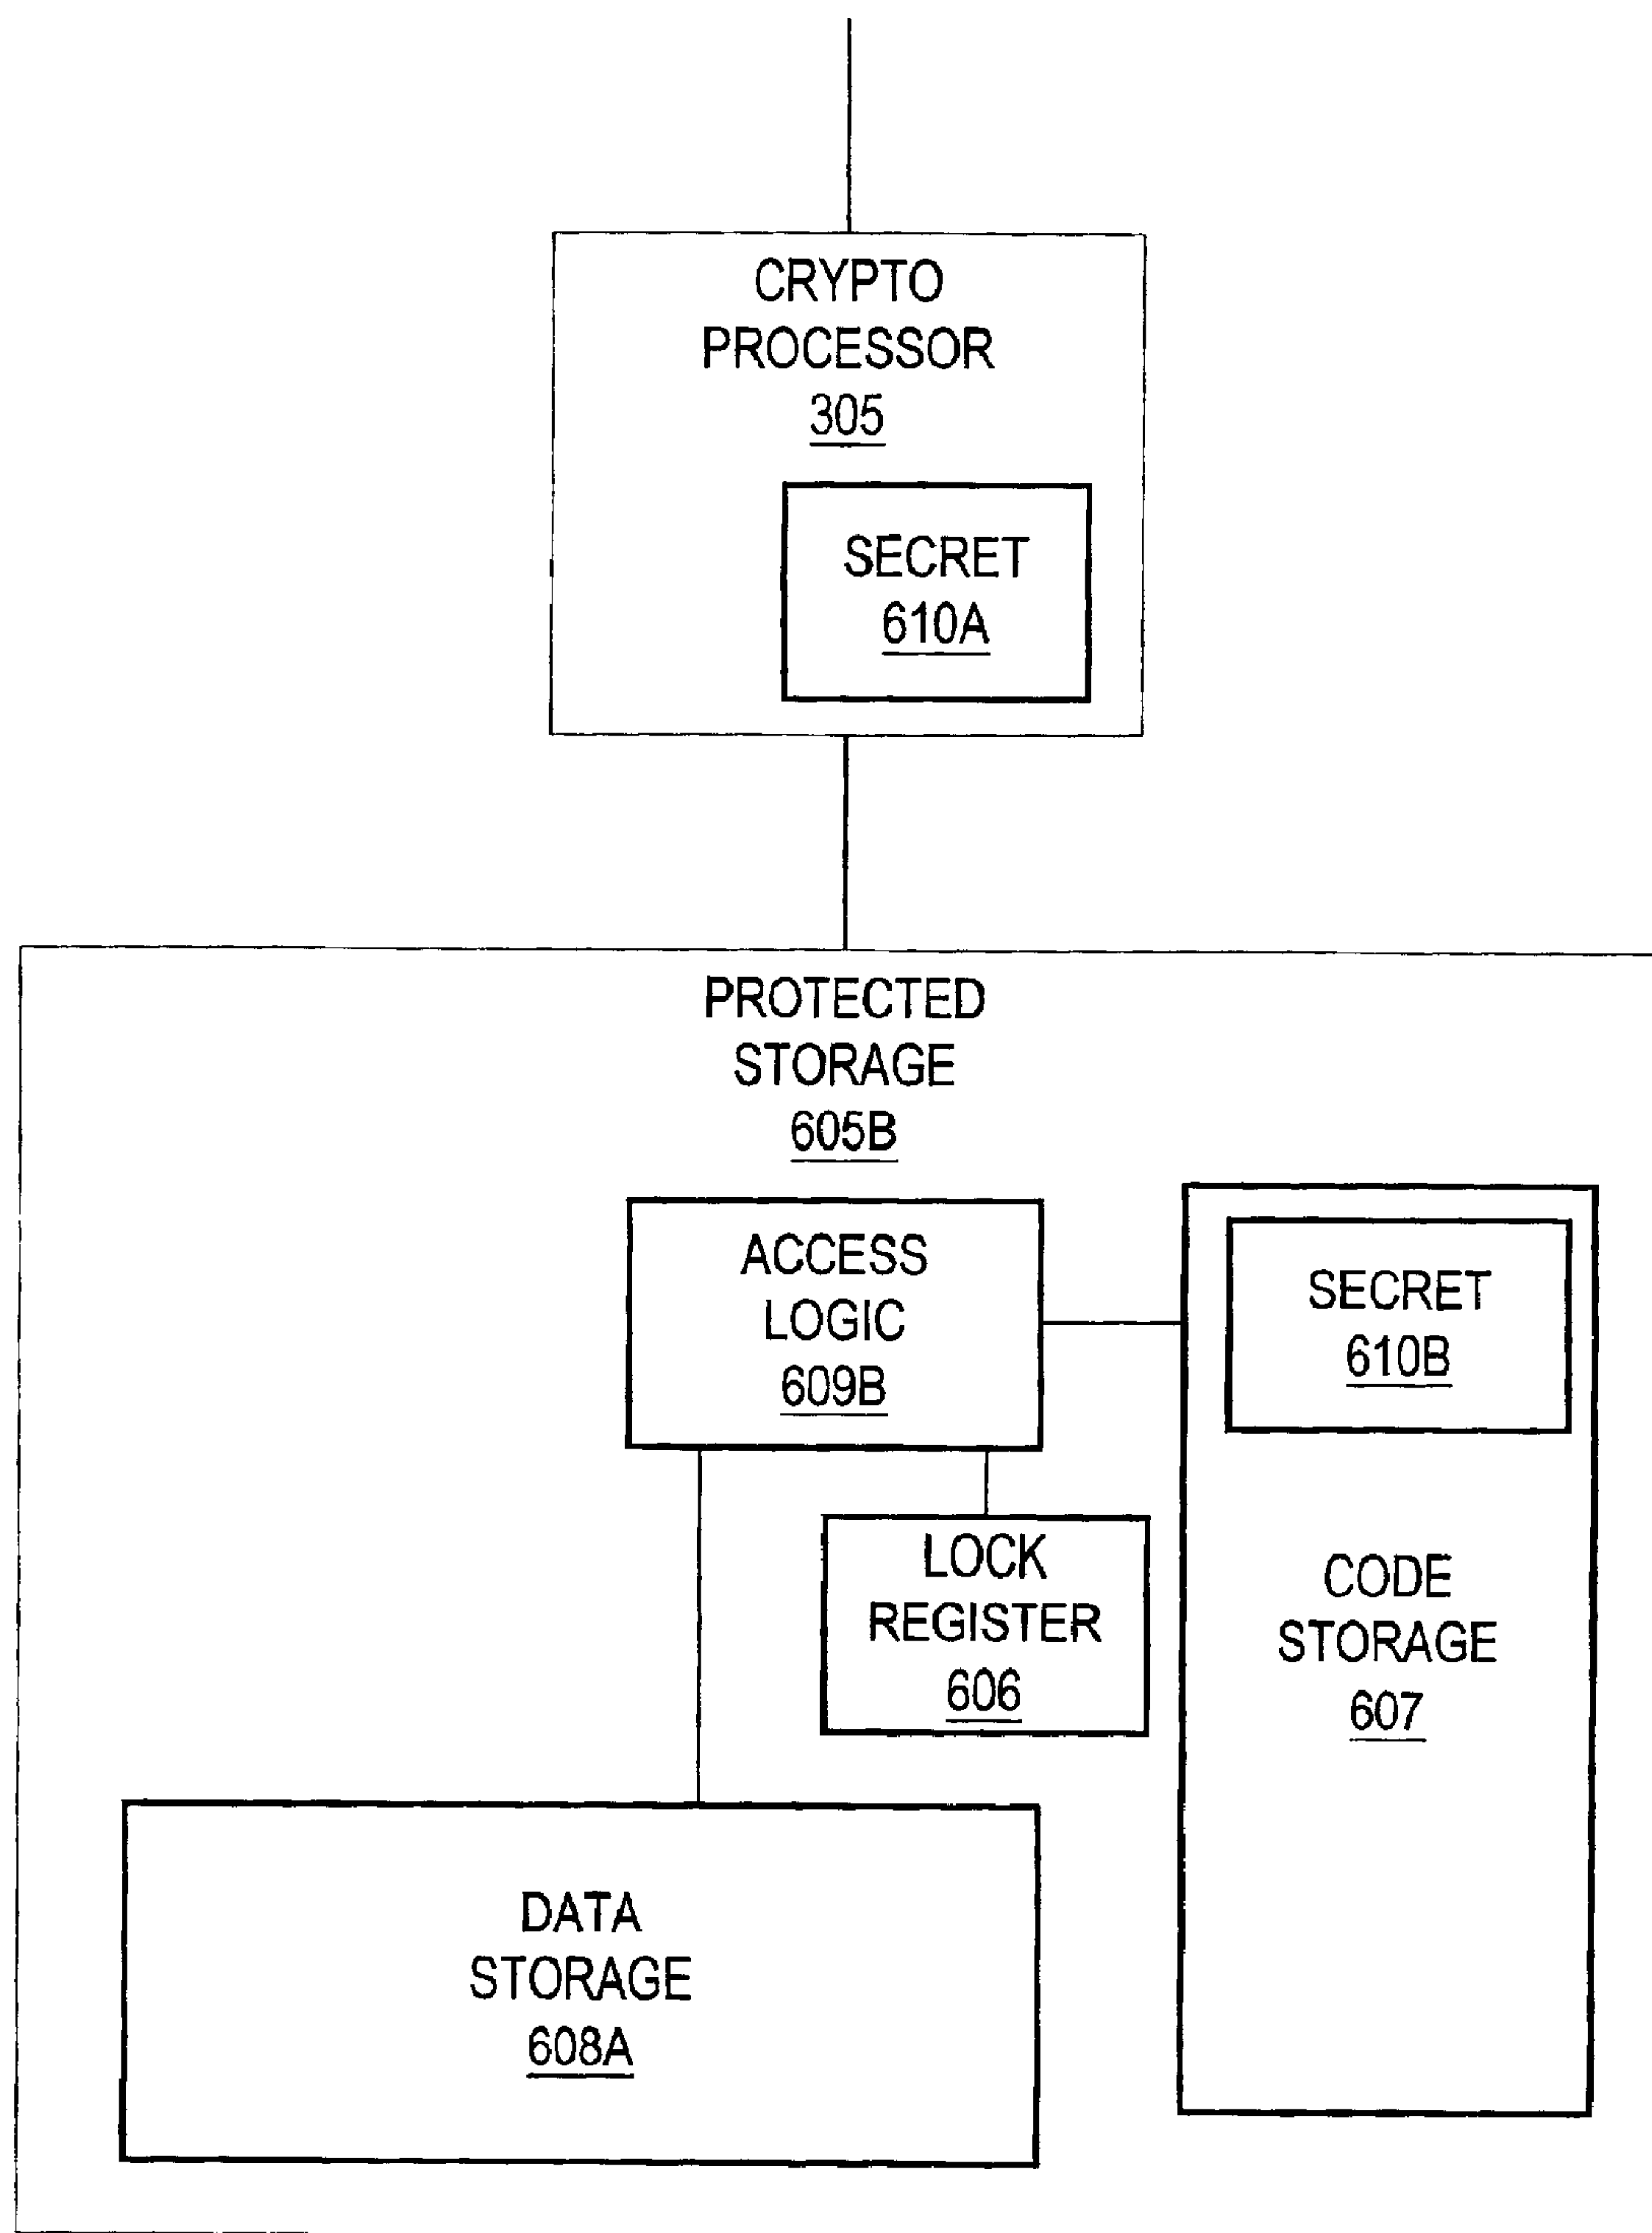 CRYPTO
PROCESSOR
305
SECRET
610A
PROTECTED
STORAGE
605B
ACCESS
LOGIC
609B
SECRET
610B
LOCK
REGISTER
606
CODE
STORAGE
607
DATA
STORAGE
608A